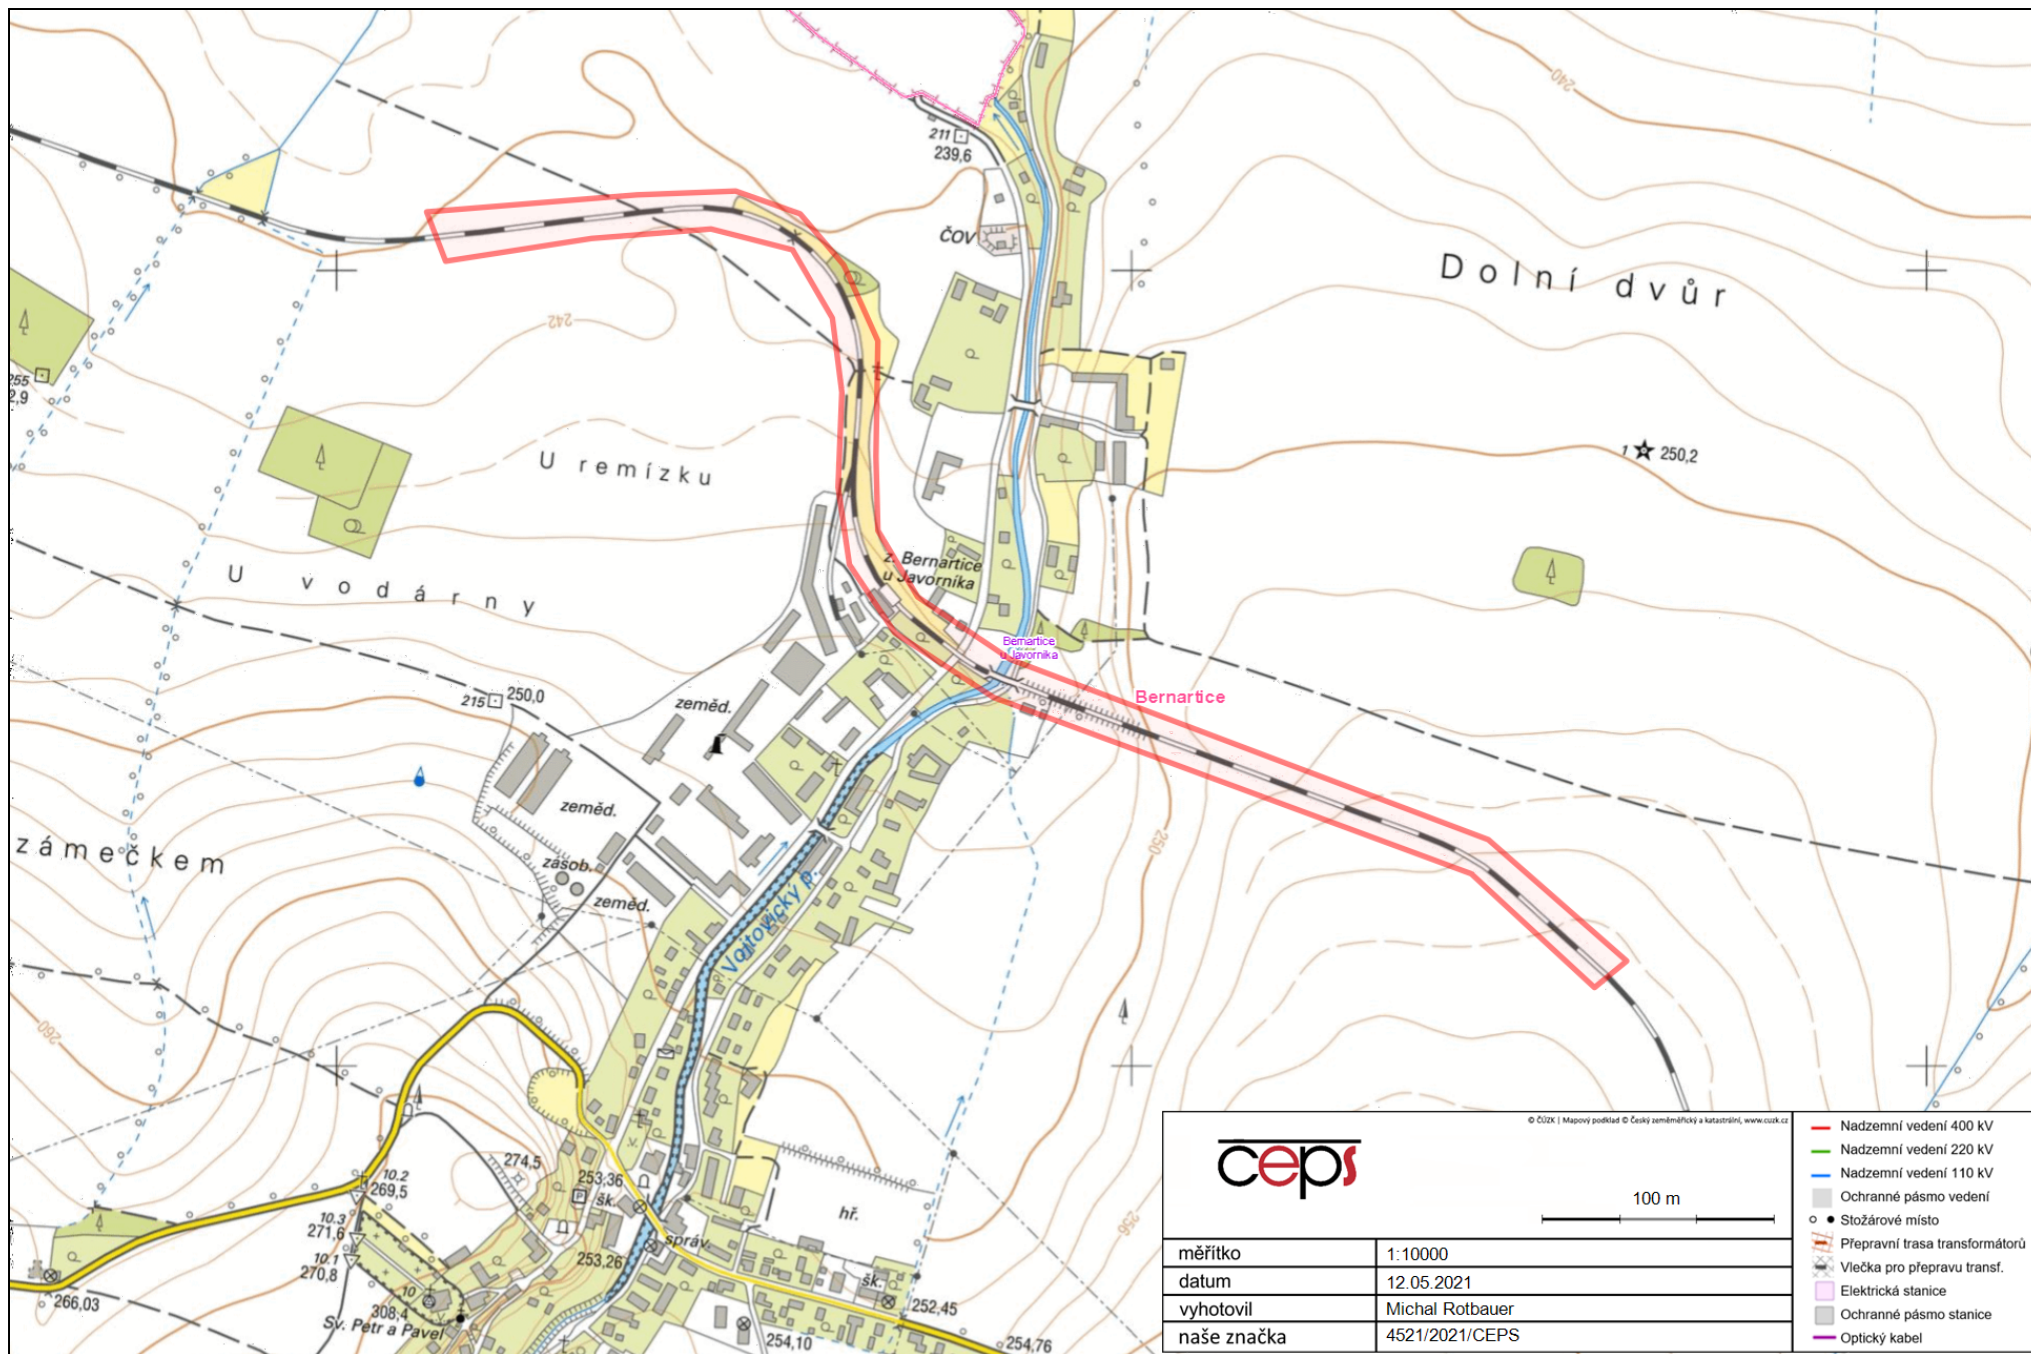 240
211
239,6
ČOV
Dolní dvůr
242
1 250,2
2,9
U remízku
z. Bernartice
u Javorníka
U vodárny
Bernartice
u Javorníka
Bernartice
215 250,0
zeměd.
zeměd.
zámečkem
250
zásob.
zeměd.
Vojtovický p.
260
274,5
10.2
269,5
253,36
šk.
10.3
271,6
hř.
256
správ.
10.1
270,8
253,26
šk.
10
266,03
308,4
Sv. Petr a Pavel
252,45
254,10
254,76
© ČÚZK | Mapový podklad © Český zeměměřický a katastrální, www.cuzk.cz
ceps
100 m
měřítko 1:10000
datum 12.05.2021
vyhotovil Michal Rotbauer
naše značka 4521/2021/CEPS
Nadzemní vedení 400 kV
Nadzemní vedení 220 kV
Nadzemní vedení 110 kV
Ochranné pásmo vedení
Stožárové místo
Přepravní trasa transformátorů
Vlečka pro přepravu transf.
Elektrická stanice
Ochranné pásmo stanice
Optický kabel